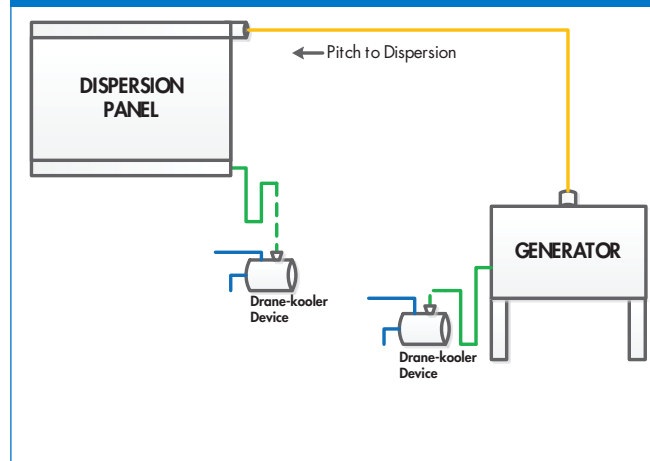 Pitch to Dispersion
DISPERSION
PANEL
GENERATOR
Drane-kooler
Device
Drane-kooler
Device